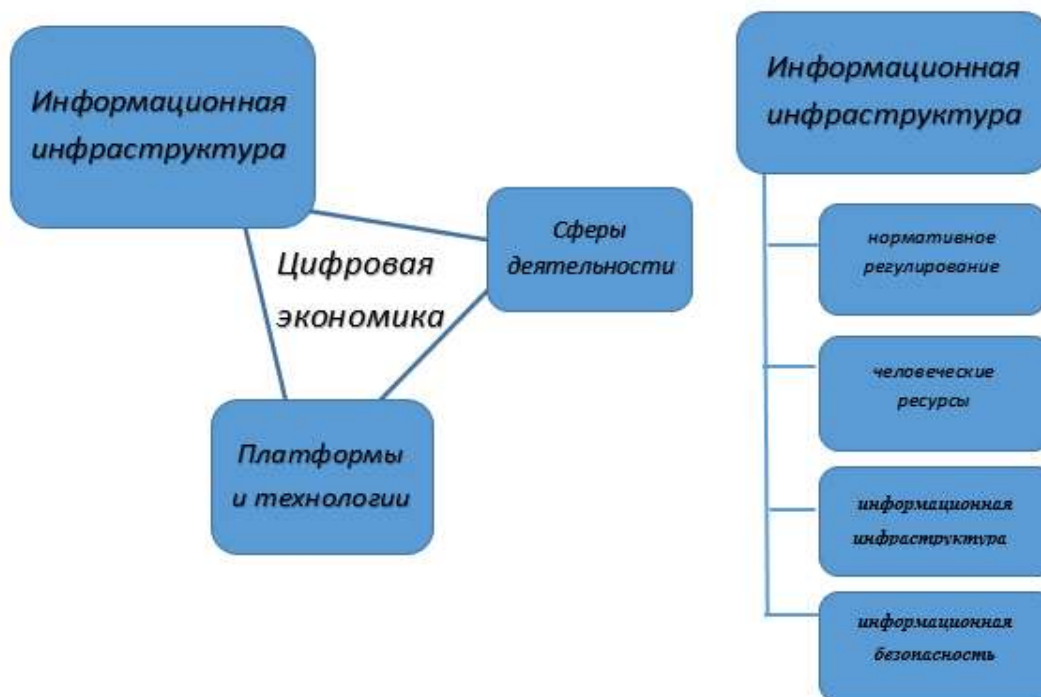 Информационная
инфраструктура
Сферы
деятельности
Цифровая
экономика
Платформы
и технологии
Информационная
инфраструктура
нормативное
регулирование
человеческие
ресурсы
информационная
инфраструктура
информационная
безопасность